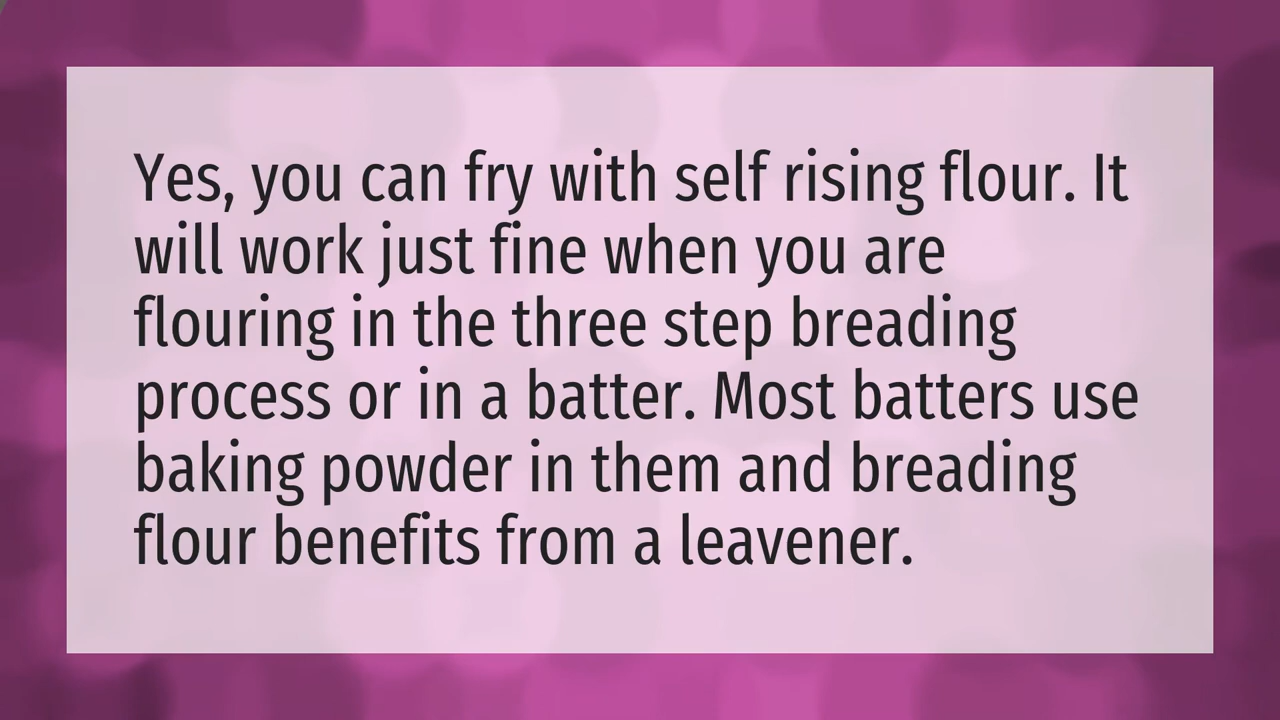 Yes, you can fry with self rising flour. It
will work just fine when you are
flouring in the three step breading
process or in a batter. Most batters use
baking powder in them and breading
flour benefits from a leavener.